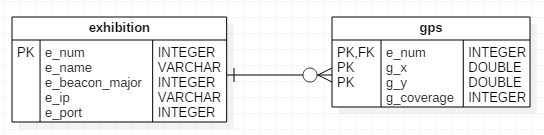 exhibition
PK e_num INTEGER
e_name VARCHAR
e_beacon_major INTEGER
e_ip VARCHAR
e_port INTEGER
gps
PK,FK e_num INTEGER
PK g_x DOUBLE
PK g_y DOUBLE
g_coverage INTEGER